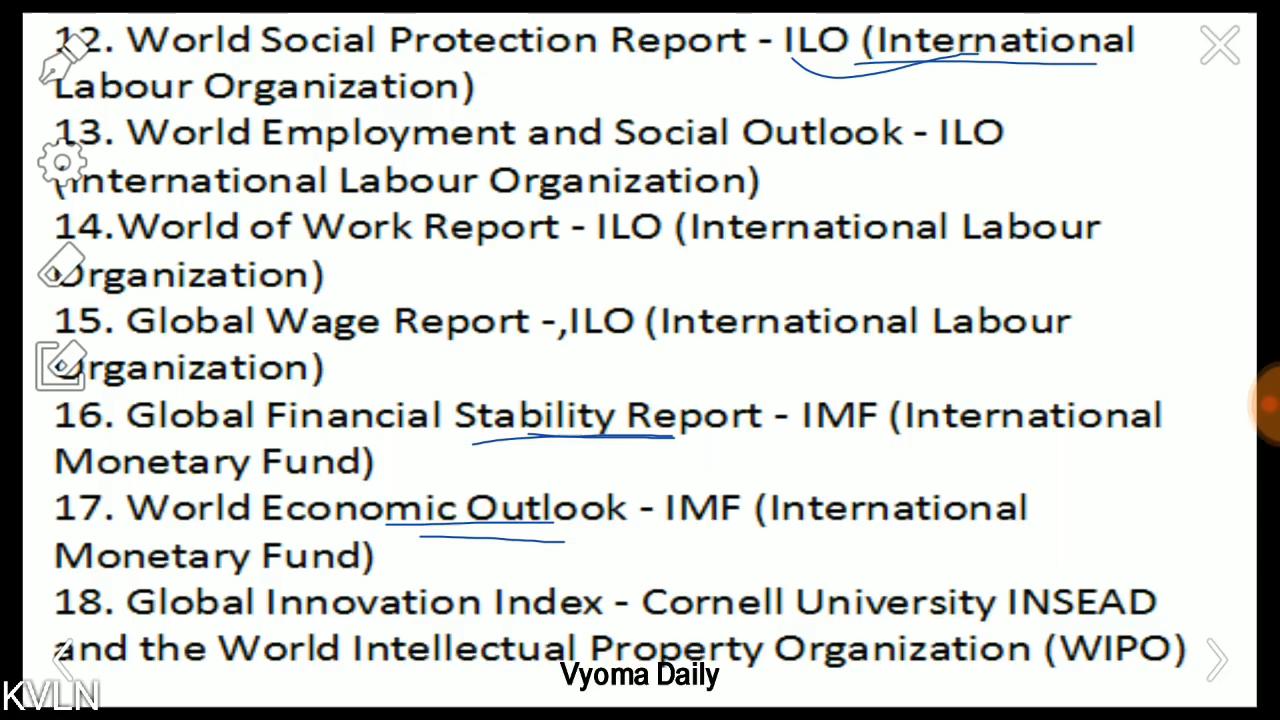 12. World Social Protection Report - ILO (International
Labour Organization)
13. World Employment and Social Outlook - ILO
(International Labour Organization)
14.World of Work Report - ILO (International Labour
Organization)
15. Global Wage Report -,ILO (International Labour
Organization)
16. Global Financial Stability Report - IMF (International
Monetary Fund)
17. World Economic Outlook - IMF (International
Monetary Fund)
18. Global Innovation Index - Cornell University INSEAD
and the World Intellectual Property Organization (WIPO)
Vyoma Daily
KVLN